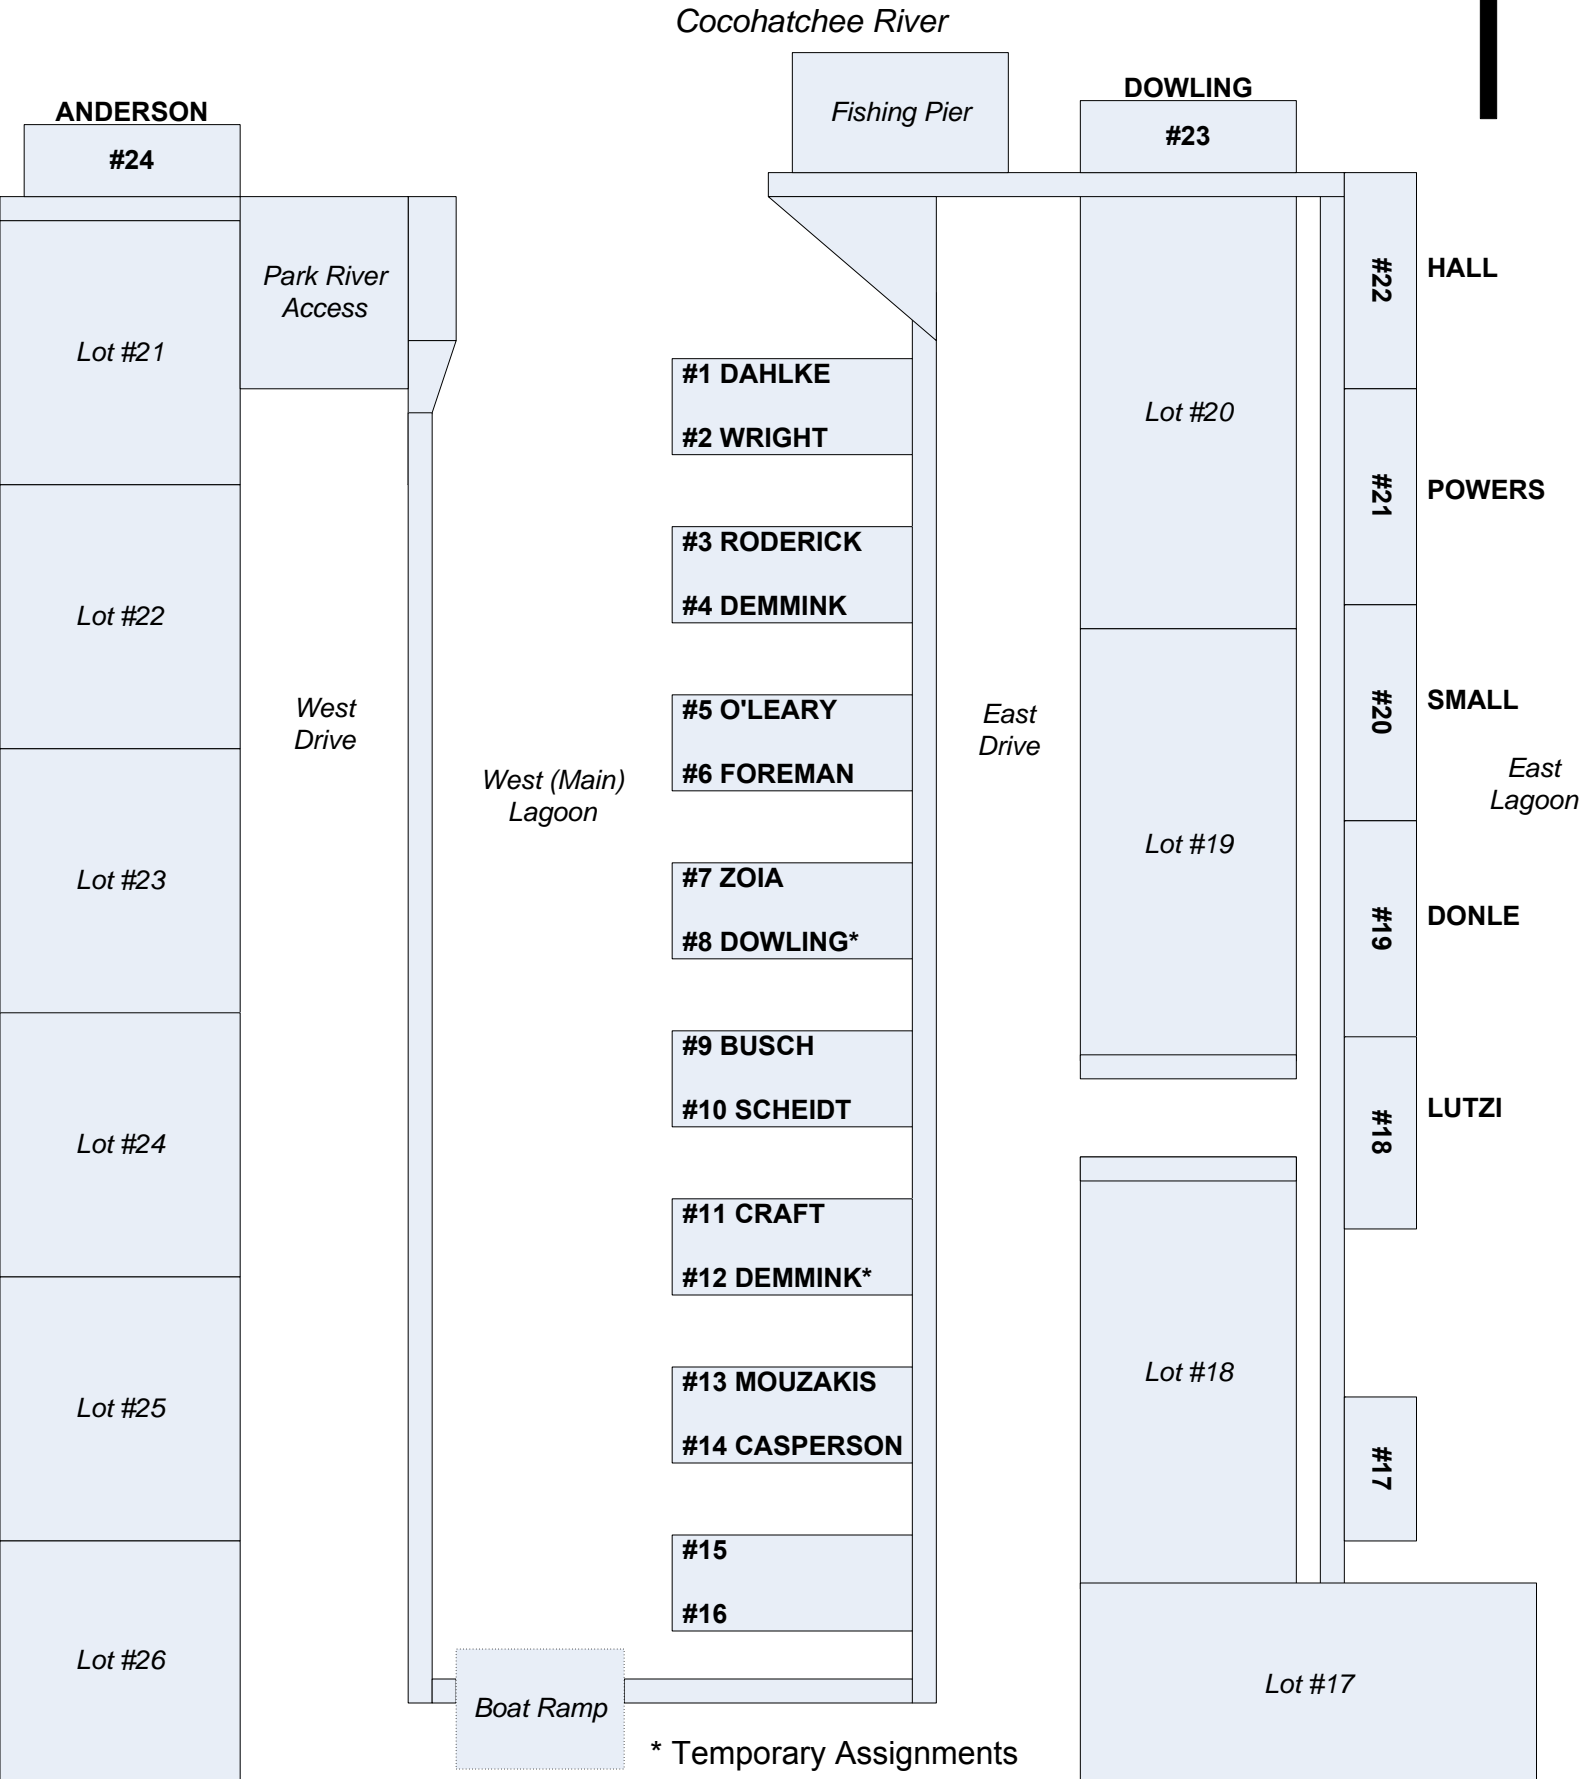 Cocohatchee River
ANDERSON
#24
Fishing Pier
DOWLING
#23
Park River
Access
Lot #21
Lot #22
Lot #23
Lot #24
Lot #25
Lot #26
West
Drive
West (Main)
Lagoon
#1 DAHLKE
#2 WRIGHT
#3 RODERICK
#4 DEMMINK
#5 O'LEARY
#6 FOREMAN
#7 ZOIA
#8 DOWLING*
#9 BUSCH
#10 SCHEIDT
#11 CRAFT
#12 DEMMINK*
#13 MOUZAKIS
#14 CASPERSON
#15
#16
Boat Ramp
* Temporary Assignments
East
Drive
Lot #20
Lot #19
Lot #18
Lot #17
#22
HALL
#21
POWERS
#20
SMALL
East
Lagoon
#19
DONLE
#18
LUTZI
#17